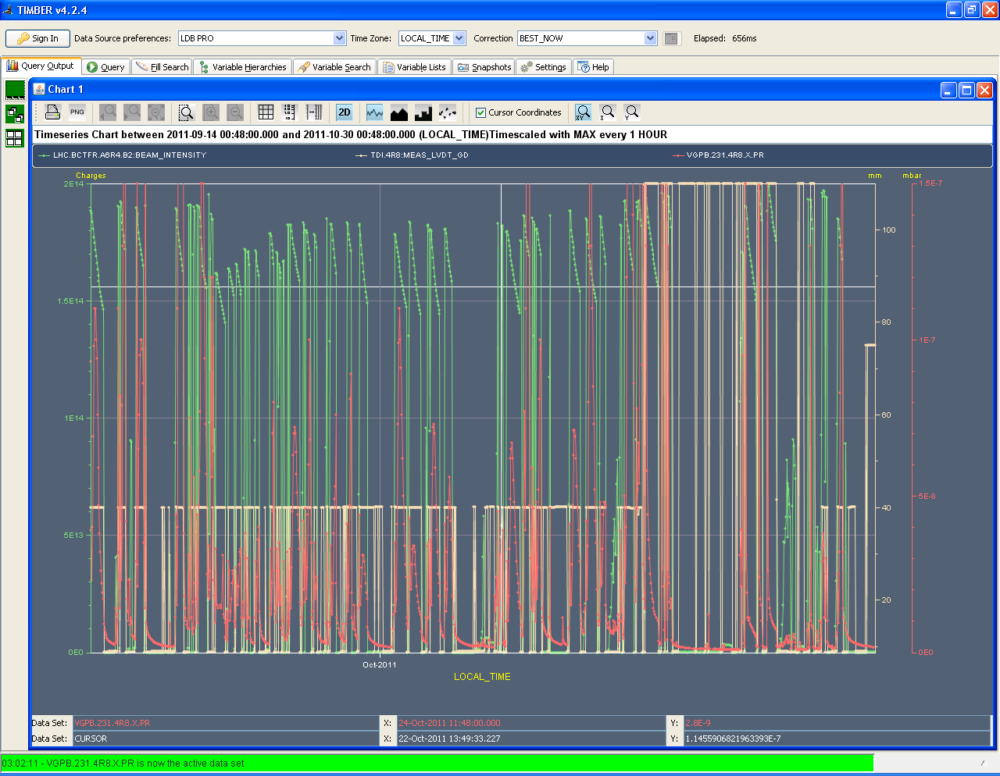 TIMBER v4.2.4
Sign In Data Source preferences: LDB PRO Time Zone: LOCAL_TIME Correction BEST_NOW Elapsed: 656ms
Query Output Query Fill Search Variable Hierarchies Variable Search Variable Lists Snapshots Settings Help
Chart 1
PNG 2D Cursor Coordinates XY X Y
Timeseries Chart between 2011-09-14 00:48:00.000 and 2011-10-30 00:48:00.000 (LOCAL_TIME)Timescaled with MAX every 1 HOUR
LHC.BCTFR.A6R4.B2:BEAM_INTENSITY TDI.4R8:MEAS_LVDT_GD VGPB.231.4R8.X.PR
Charges mm mbar
2E14 1.5E-7
100
1.5E14
80
1E-7
1E14 60
5E-8
40
5E13
20
0E0 0E0
Oct-2011
LOCAL_TIME
Data Set: VGPB.231.4R8.X.PR X: 24-Oct-2011 11:48:00.000 Y: 2.8E-9
Data Set: CURSOR X: 22-Oct-2011 13:49:33.227 Y: 1.1455906821963393E-7
03:02:11 - VGPB.231.4R8.X.PR is now the active data set